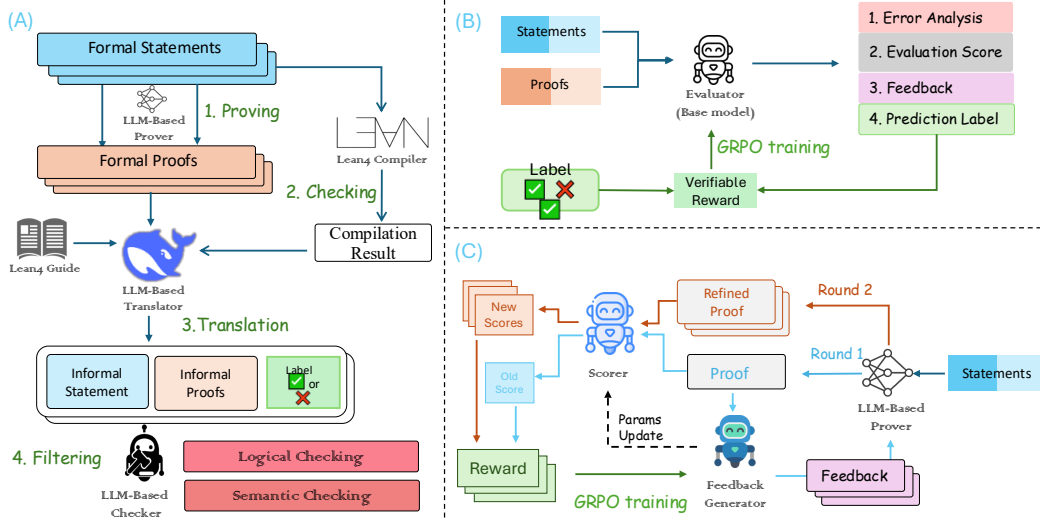 (A)
Formal Statements
LLM-Based
Prover
1. Proving
Formal Proofs
LEAN
Lean4 Compiler
2. Checking
Compilation
Result
Lean4 Guide
LLM-Based
Translator
3.Translation
Informal
Statement
Informal
Proofs
Label
or
4. Filtering
LLM-Based
Checker
Logical Checking
Semantic Checking
(B)
Statements
Proofs
Evaluator
(Base model)
1. Error Analysis
2. Evaluation Score
3. Feedback
4. Prediction Label
GRPO training
Label
Verifiable
Reward
(C)
New
Scores
Old
Score
Reward
Scorer
Refined
Proof
Proof
Round 2
Round 1
Statements
LLM-Based
Prover
Params
Update
GRPO training
Feedback
Generator
Feedback